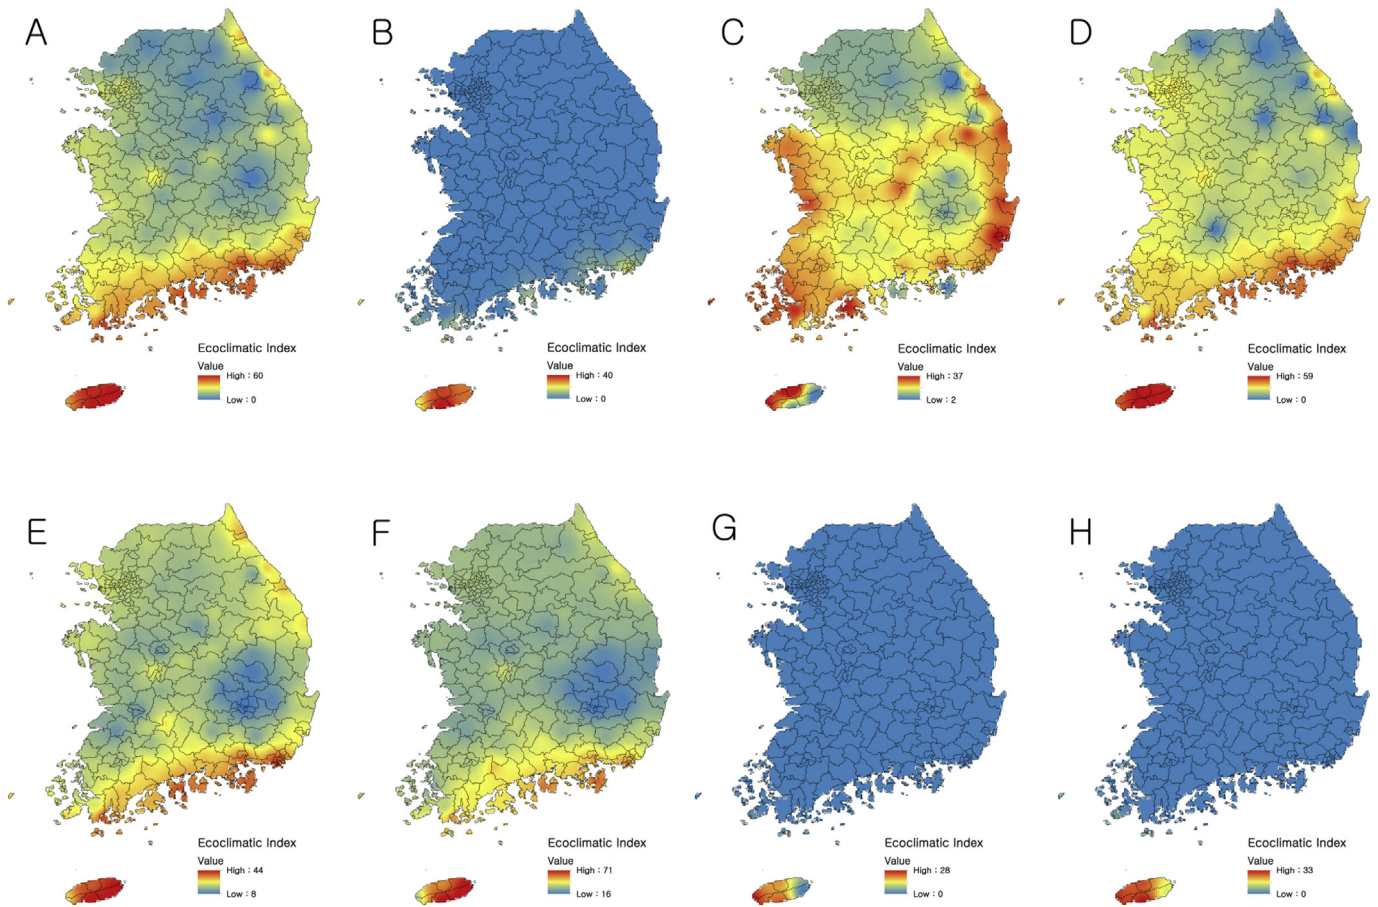 A
B
C
D
Ecoclimatic Index
Value
High : 60
Low : 0
Ecoclimatic Index
Value
High : 40
Low : 0
Ecoclimatic Index
Value
High : 37
Low : 2
Ecoclimatic Index
Value
High : 59
Low : 0
E
F
G
H
Ecoclimatic Index
Value
High : 44
Low : 8
Ecoclimatic Index
Value
High : 71
Low : 16
Ecoclimatic Index
Value
High : 28
Low : 0
Ecoclimatic Index
Value
High : 33
Low : 0